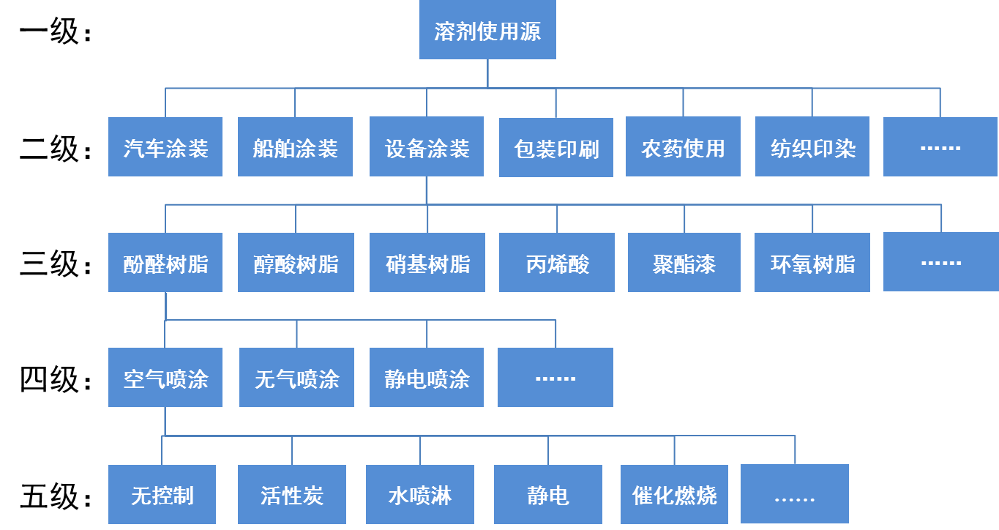 一级： 溶剂使用源
二级： 汽车涂装 船舶涂装 设备涂装 包装印刷 农药使用 纺织印染 ……
三级： 酚醛树脂 醇酸树脂 硝基树脂 丙烯酸 聚酯漆 环氧树脂 ……
四级： 空气喷涂 无气喷涂 静电喷涂 ……
五级： 无控制 活性炭 水喷淋 静电 催化燃烧 ……